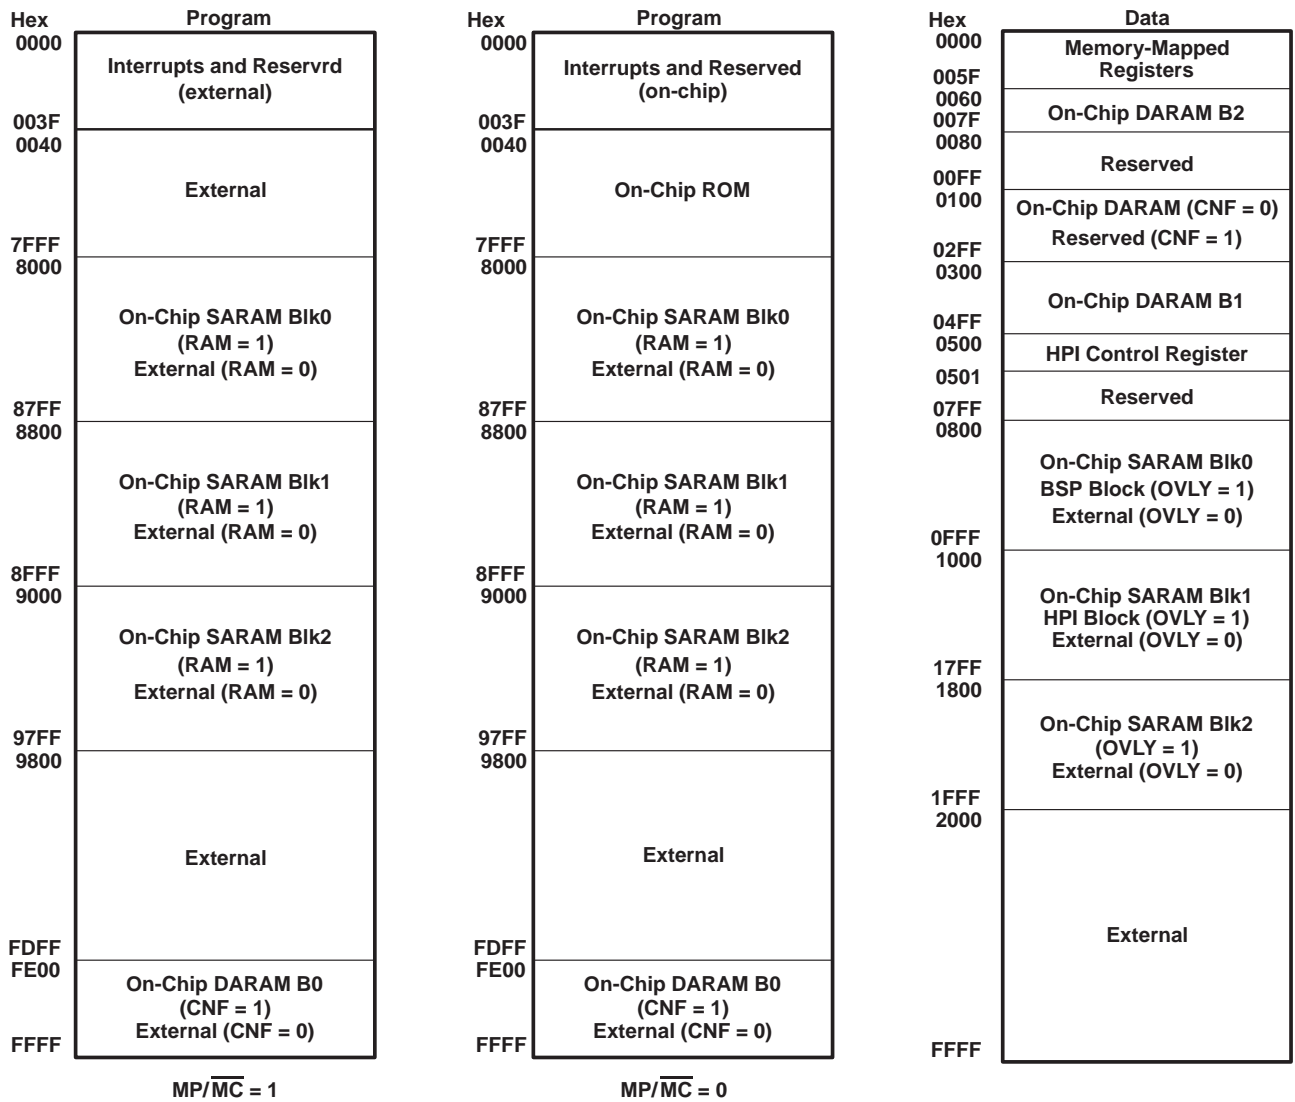 Hex Program
0000
Interrupts and Reservrd
(external)
003F
0040
External
7FFF
8000
On-Chip SARAM Blk0
(RAM = 1)
External (RAM = 0)
87FF
8800
On-Chip SARAM Blk1
(RAM = 1)
External (RAM = 0)
8FFF
9000
On-Chip SARAM Blk2
(RAM = 1)
External (RAM = 0)
97FF
9800
External
FDFF
FE00
On-Chip DARAM B0
(CNF = 1)
External (CNF = 0)
FFFF
MP/M̅C̅ = 1
Hex Program
0000
Interrupts and Reserved
(on-chip)
003F
0040
On-Chip ROM
7FFF
8000
On-Chip SARAM Blk0
(RAM = 1)
External (RAM = 0)
87FF
8800
On-Chip SARAM Blk1
(RAM = 1)
External (RAM = 0)
8FFF
9000
On-Chip SARAM Blk2
(RAM = 1)
External (RAM = 0)
97FF
9800
External
FDFF
FE00
On-Chip DARAM B0
(CNF = 1)
External (CNF = 0)
FFFF
MP/M̅C̅ = 0
Hex Data
0000
Memory-Mapped
Registers
005F
0060
On-Chip DARAM B2
007F
0080
Reserved
00FF
0100
On-Chip DARAM (CNF = 0)
Reserved (CNF = 1)
02FF
0300
On-Chip DARAM B1
04FF
0500
HPI Control Register
0501
Reserved
07FF
0800
On-Chip SARAM Blk0
BSP Block (OVLY = 1)
External (OVLY = 0)
0FFF
1000
On-Chip SARAM Blk1
HPI Block (OVLY = 1)
External (OVLY = 0)
17FF
1800
On-Chip SARAM Blk2
(OVLY = 1)
External (OVLY = 0)
1FFF
2000
External
FFFF